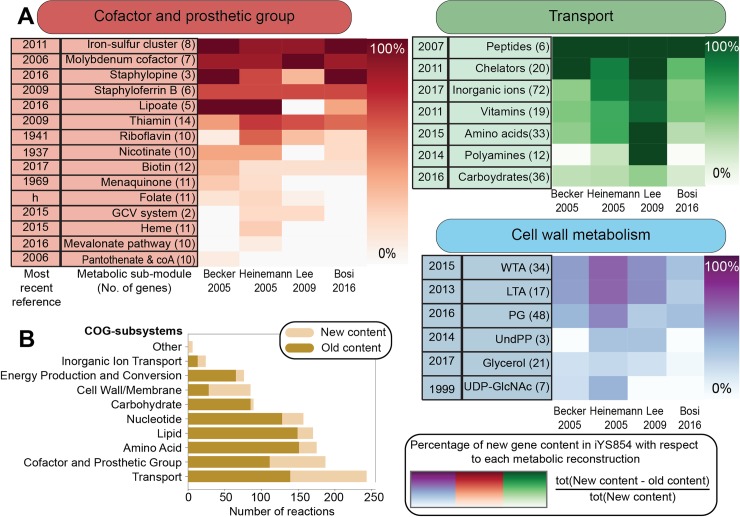 A
Cofactor and prosthetic group
2011 Iron-sulfur cluster (8)
2006 Molybdenum cofactor (7)
2016 Staphylopine (3)
2009 Staphyloferrin B (6)
2016 Lipoate (5)
2009 Thiamin (14)
1941 Riboflavin (10)
1937 Nicotinate (10)
2017 Biotin (12)
1969 Menaquinone (11)
h Folate (11)
2015 GCV system (2)
2015 Heme (11)
2016 Mevalonate pathway (10)
2006 Pantothenate & coA (10)
Most recent reference
Metabolic sub-module (No. of genes)
Becker 2005
Heinemann 2005
Lee 2009
Bosi 2016
100%
0%
Transport
2007 Peptides (6)
2011 Chelators (20)
2017 Inorganic ions (72)
2011 Vitamins (19)
2015 Amino acids(33)
2014 Polyamines (12)
2016 Carboydrates(36)
Becker 2005
Heinemann 2005
Lee 2009
Bosi 2016
100%
0%
Cell wall metabolism
2015 WTA (34)
2013 LTA (17)
2016 PG (48)
2014 UndPP (3)
2017 Glycerol (21)
1999 UDP-GlcNAc (7)
Becker 2005
Heinemann 2005
Lee 2009
Bosi 2016
100%
0%
B
COG-subsystems
New content
Old content
Other
Inorganic Ion Transport
Energy Production and Conversion
Cell Wall/Membrane
Carbohydrate
Nucleotide
Lipid
Amino Acid
Cofactor and Prosthetic Group
Transport
0 50 100 150 200 250
Number of reactions
Percentage of new gene content in iYS854 with respect
to each metabolic reconstruction
tot(New content - old content)
tot(New content)